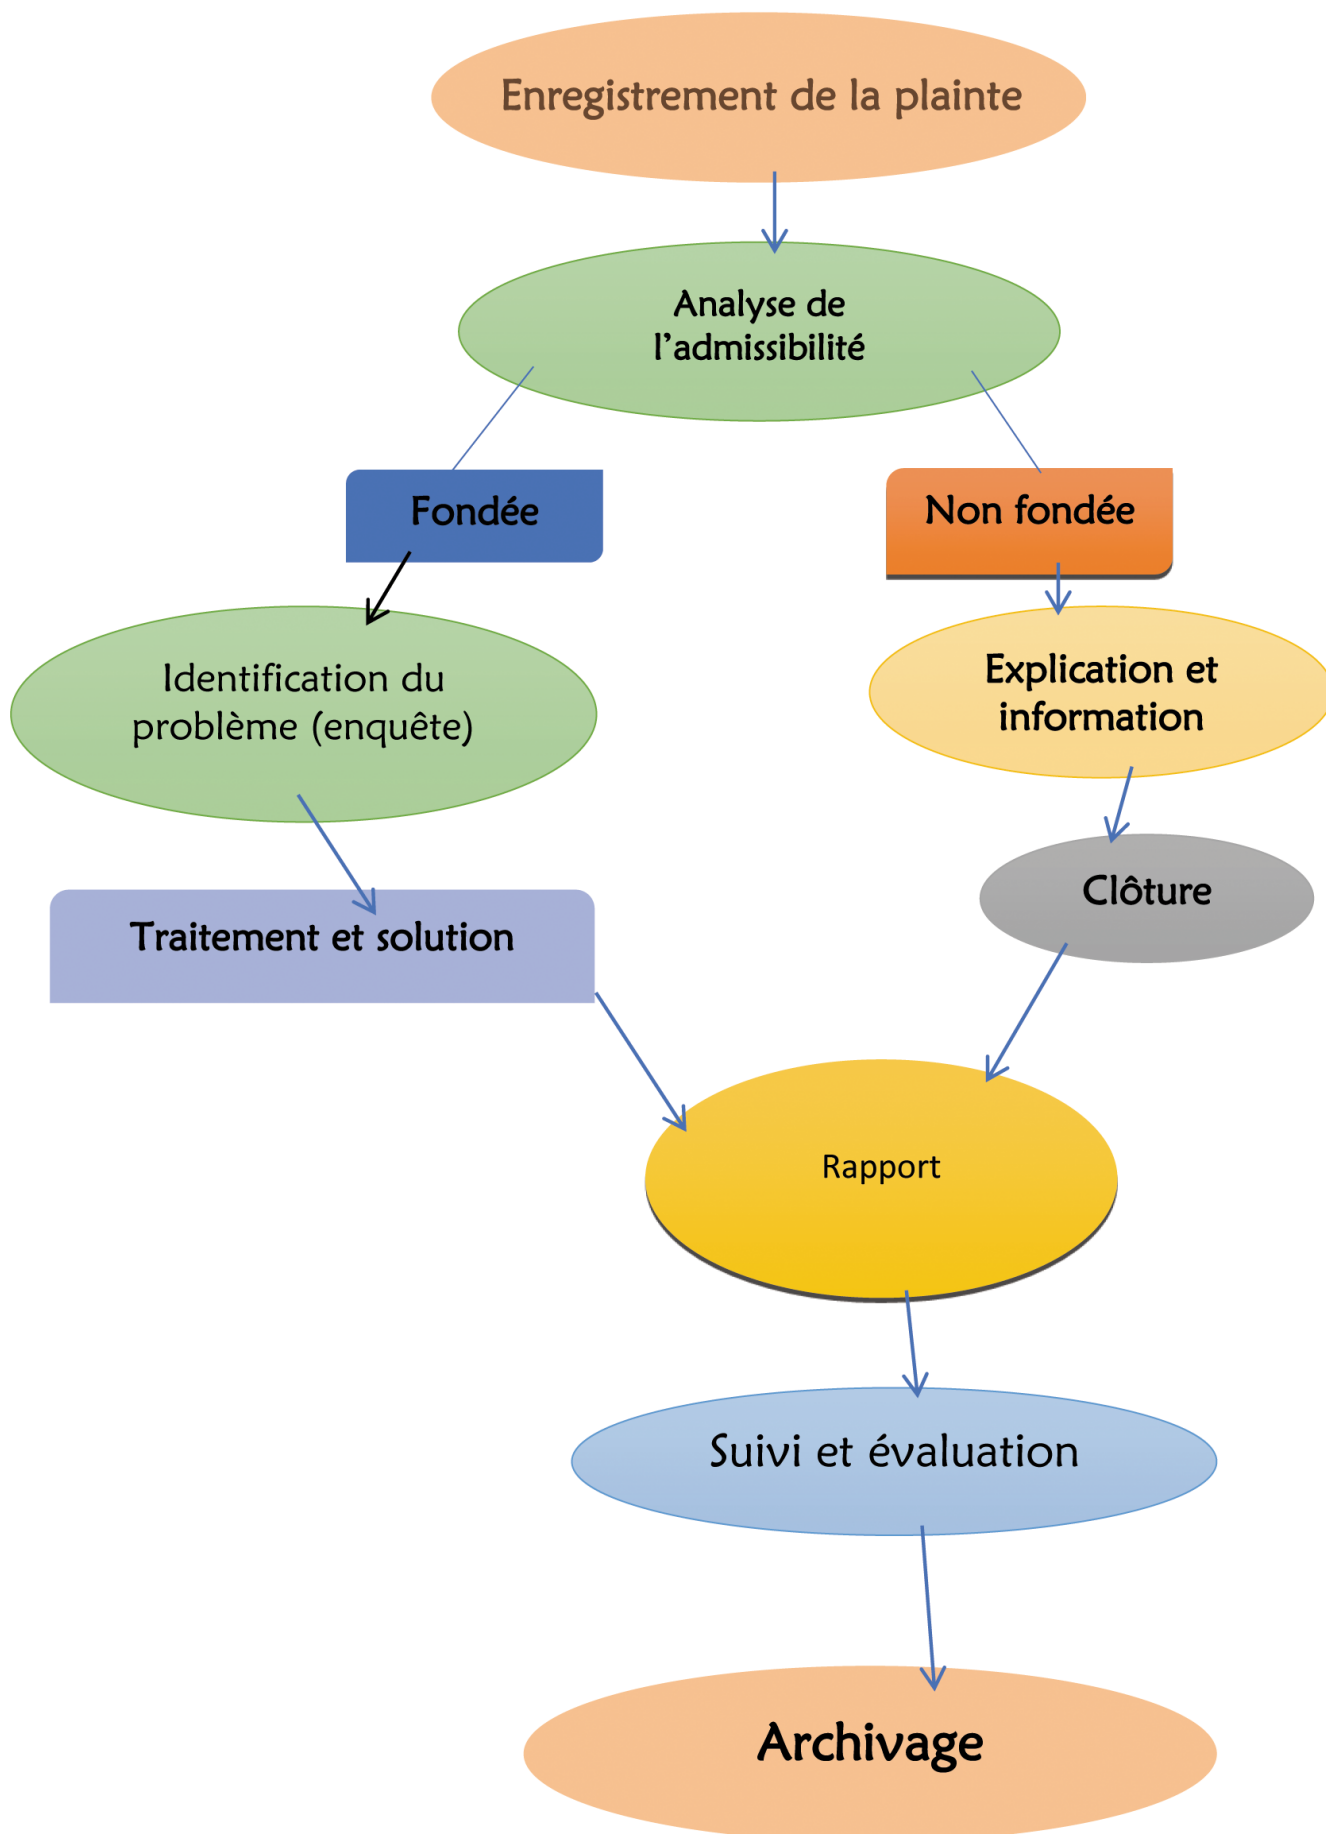 Enregistrement de la plainte
Analyse de
l’admissibilité
Fondée
Non fondée
Identification du
problème (enquête)
Explication et
information
Traitement et solution
Clôture
Rapport
Suivi et évaluation
Archivage